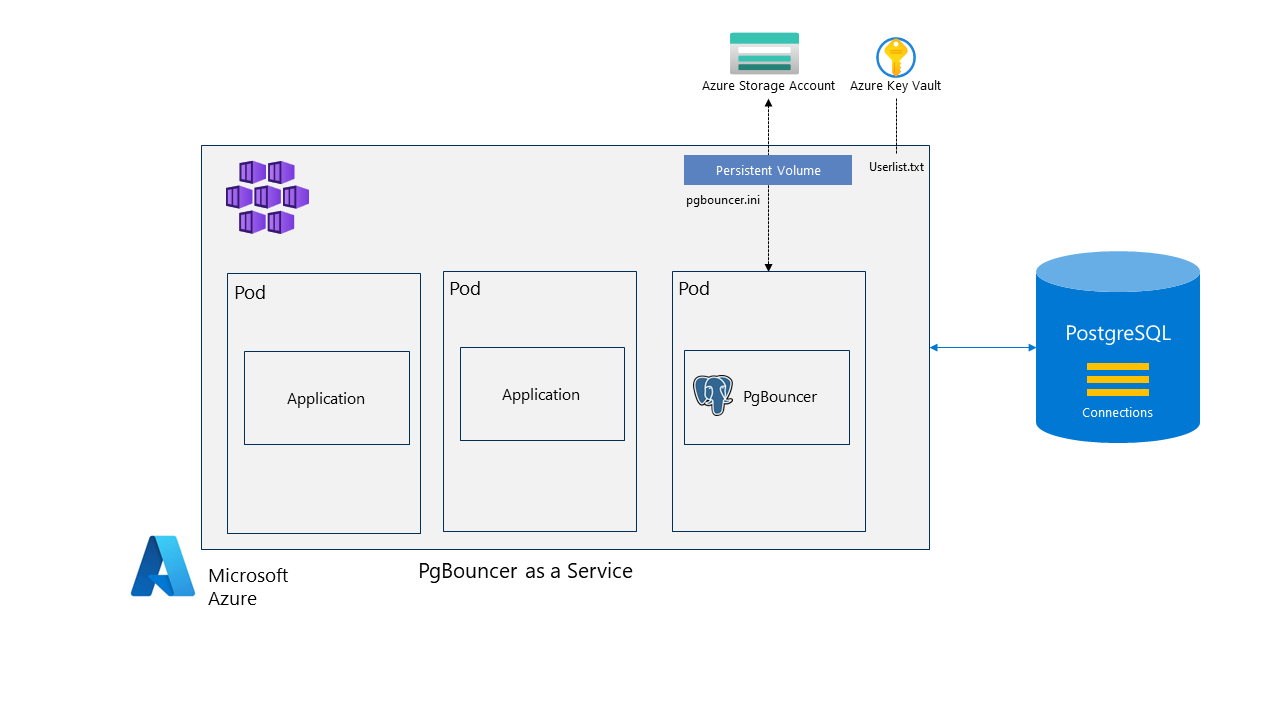 Azure Storage Account
Azure Key Vault
Persistent Volume
Userlist.txt
pgbouncer.ini
Pod
Pod
Pod
Application
Application
PgBouncer
PostgreSQL
Connections
PgBouncer as a Service
Microsoft
Azure